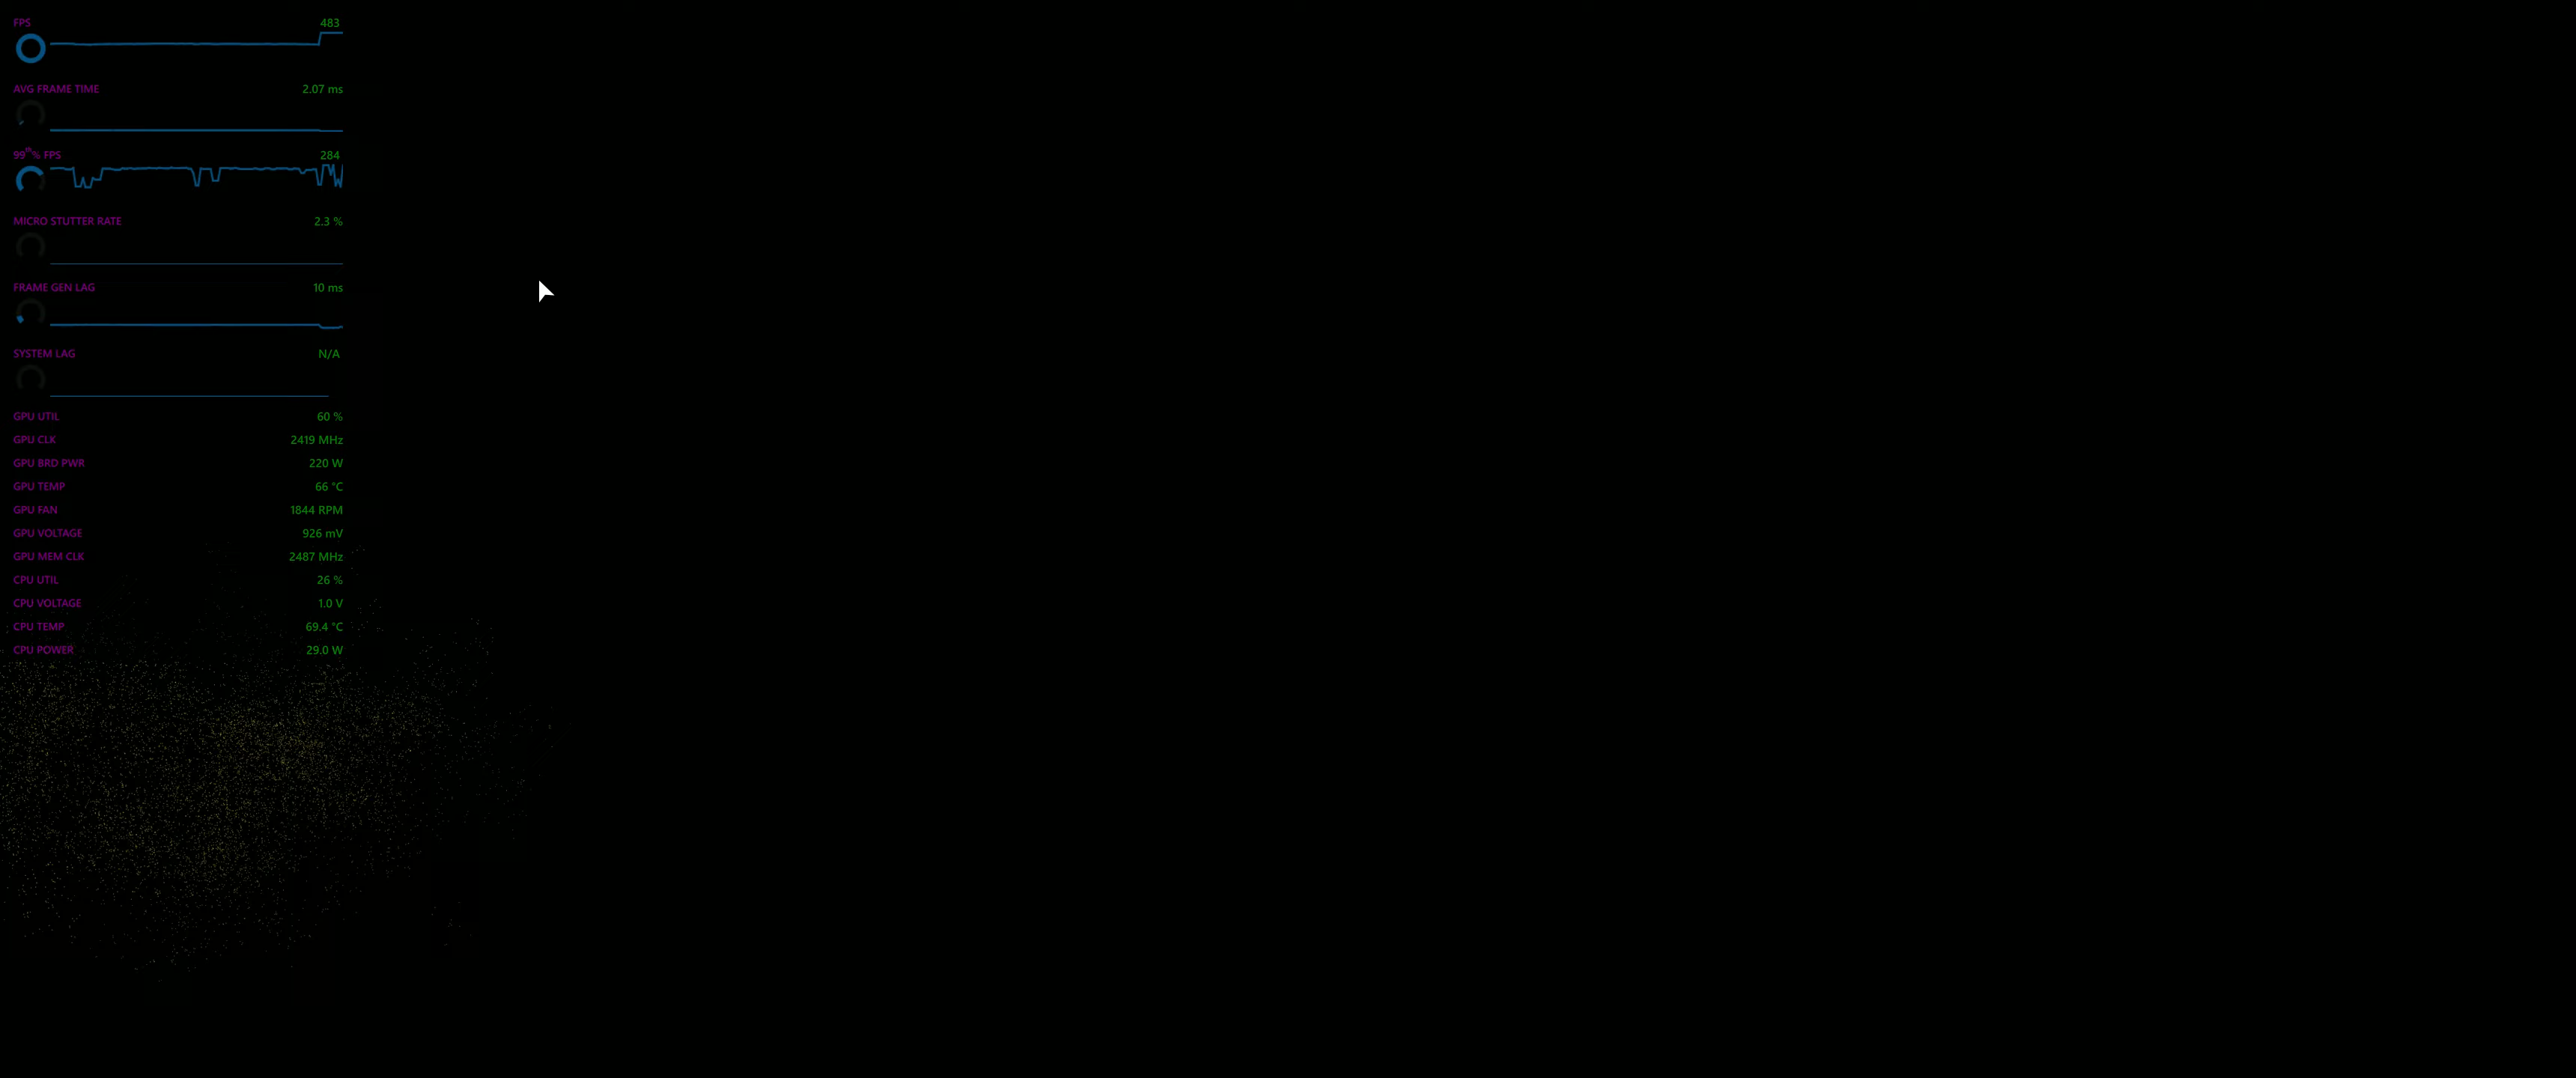 FPS 483
AVG FRAME TIME 2.07 ms
99th% FPS 284
MICRO STUTTER RATE 2.3 %
FRAME GEN LAG 10 ms
SYSTEM LAG N/A
GPU UTIL 60 %
GPU CLK 2419 MHz
GPU BRD PWR 220 W
GPU TEMP 66 °C
GPU FAN 1844 RPM
GPU VOLTAGE 926 mV
GPU MEM CLK 2487 MHz
CPU UTIL 26 %
CPU VOLTAGE 1.0 V
CPU TEMP 69.4 °C
CPU POWER 29.0 W